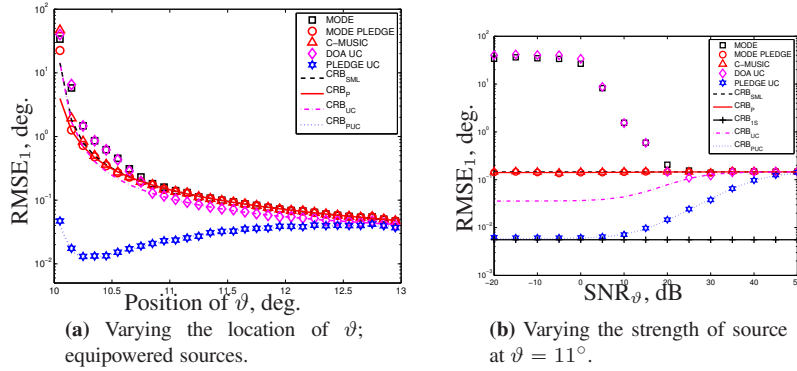 10²
10¹
10⁰
10⁻¹
10⁻²
RMSE₁, deg.
MODE
MODE PLEDGE
C−MUSIC
DOA UC
PLEDGE UC
CRB_SML
CRB_P
CRB_UC
CRB_PUC
10 10.5 11 11.5 12 12.5 13
Position of ϑ, deg.
(a) Varying the location of ϑ;
equipowered sources.
10²
10¹
10⁰
10⁻¹
10⁻²
10⁻³
RMSE₁, deg.
MODE
MODE PLEDGE
C−MUSIC
DOA UC
PLEDGE UC
CRB_SML
CRB_P
CRB_1S
CRB_UC
CRB_PUC
−20 −10 0 10 20 30 40 50
SNR_ϑ, dB
(b) Varying the strength of source
at ϑ = 11°.